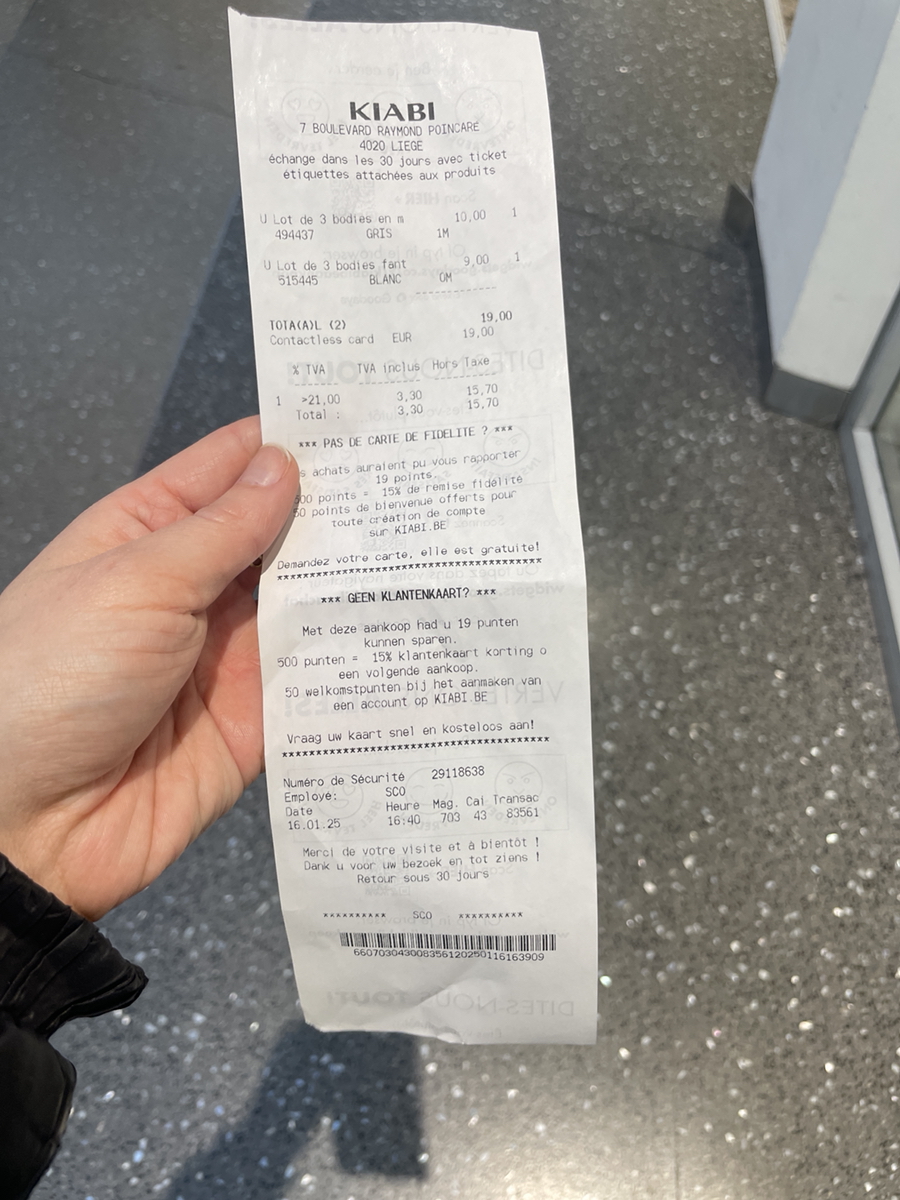 KIABI
7 BOULEVARD RAYMOND POINCARE
4020 LIEGE
échange dans les 30 jours avec ticket
étiquettes attachées aux produits
U Lot de 3 bodies en m 10,00 1
494437 GRIS 1M
U Lot de 3 bodies fant 9,00 1
515445 BLANC 0M
------------
TOTA(A)L (2) 19,00
Contactless card EUR 19,00
% TVA TVA inclus Hors Taxe
1 >21,00 3,30 15,70
Total : 3,30 15,70
*** PAS DE CARTE DE FIDELITE ? ***
s achats auraient pu vous rapporter
19 points.
500 points = 15% de remise fidélité
50 points de bienvenue offerts pour
toute création de compte
sur KIABI.BE
Demandez votre carte, elle est gratuite!
****************************************
*** GEEN KLANTENKAART? ***
Met deze aankoop had u 19 punten
kunnen sparen.
500 punten = 15% klantenkaart korting o
een volgende aankoop.
50 welkomstpunten bij het aanmaken van
een account op KIABI.BE
Vraag uw kaart snel en kosteloos aan!
****************************************
Numéro de Sécurité 29118638
Employé: SCO
Date Heure Mag. Cai Transac
16.01.25 16:40 703 43 83561
Merci de votre visite et à bientôt !
Dank u voor uw bezoek en tot ziens !
Retour sous 30 jours
********** SCO **********
660703043008356120250116163909